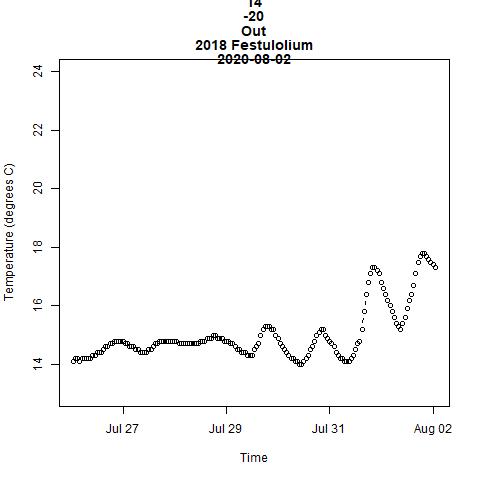 14
-20
Out
2018 Festulolium
2020-08-02
24
22
20
18
16
14
Temperature (degrees C)
Jul 27
Jul 29
Jul 31
Aug 02
Time